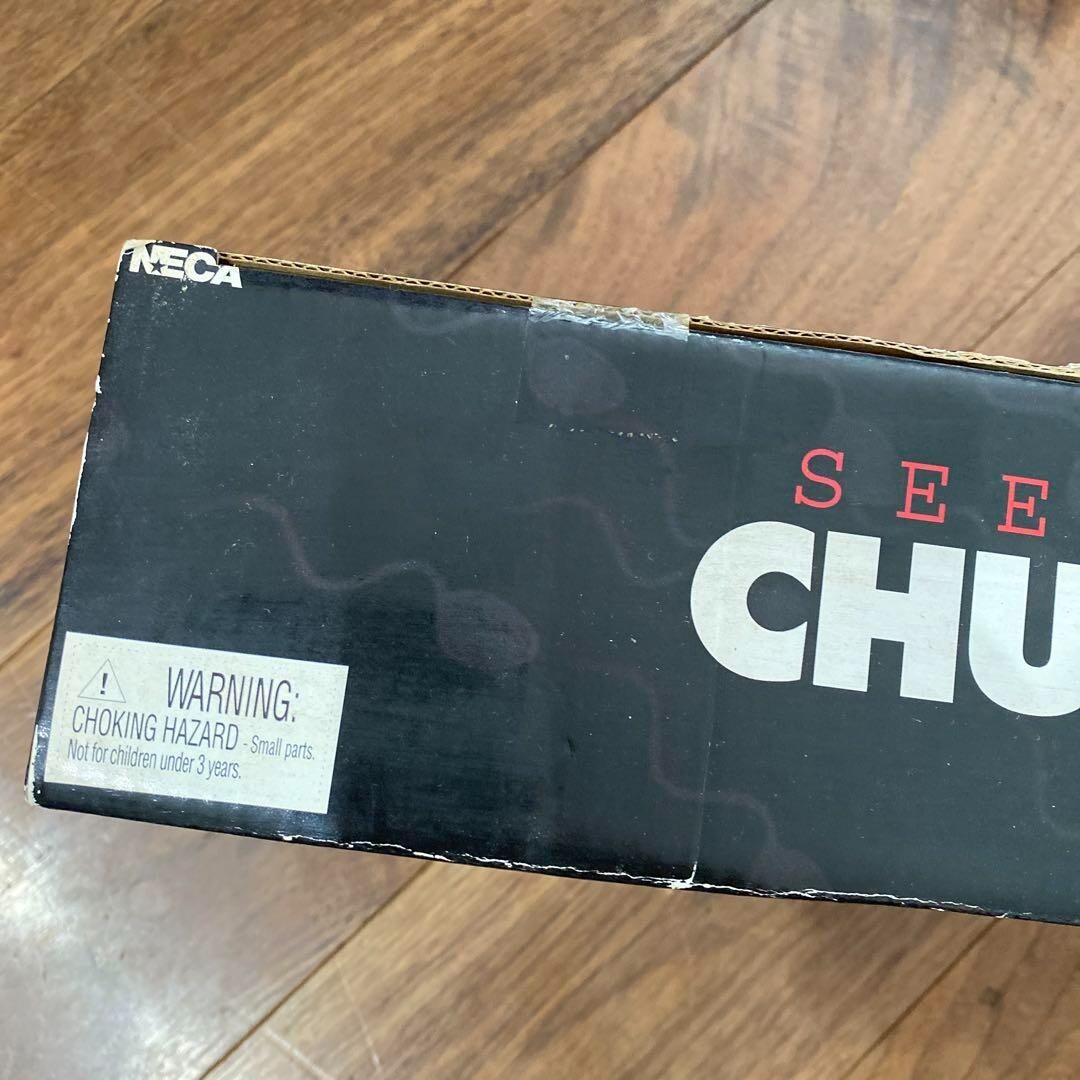 NECA
SEE
CHU
WARNING:
CHOKING HAZARD - Small parts.
Not for children under 3 years.